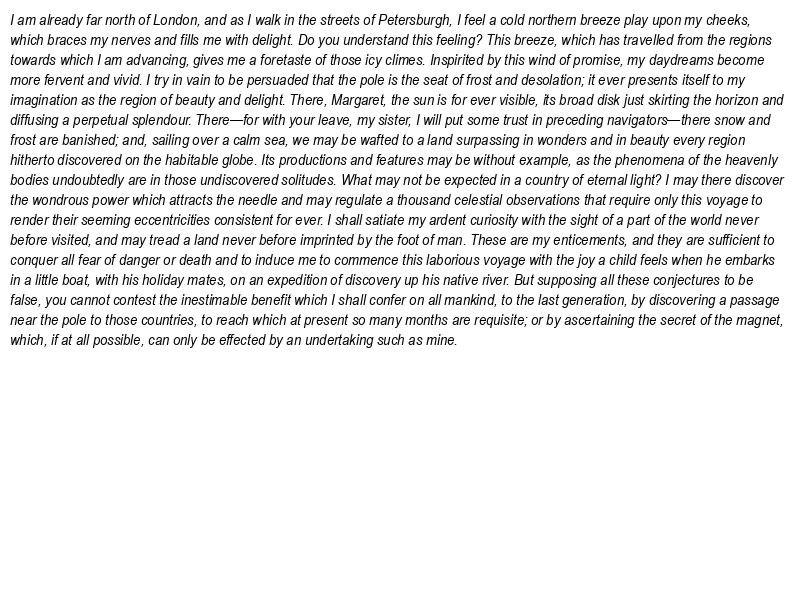 I am already far north of London, and as I walk in the streets of Petersburgh, I feel a cold northern breeze play upon my cheeks,
which braces my nerves and fills me with delight. Do you understand this feeling? This breeze, which has travelled from the regions
towards which I am advancing, gives me a foretaste of those icy climes. Inspirited by this wind of promise, my daydreams become
more fervent and vivid. I try in vain to be persuaded that the pole is the seat of frost and desolation; it ever presents itself to my
imagination as the region of beauty and delight. There, Margaret, the sun is for ever visible, its broad disk just skirting the horizon and
diffusing a perpetual splendour. There—for with your leave, my sister, I will put some trust in preceding navigators—there snow and
frost are banished; and, sailing over a calm sea, we may be wafted to a land surpassing in wonders and in beauty every region
hitherto discovered on the habitable globe. Its productions and features may be without example, as the phenomena of the heavenly
bodies undoubtedly are in those undiscovered solitudes. What may not be expected in a country of eternal light? I may there discover
the wondrous power which attracts the needle and may regulate a thousand celestial observations that require only this voyage to
render their seeming eccentricities consistent for ever. I shall satiate my ardent curiosity with the sight of a part of the world never
before visited, and may tread a land never before imprinted by the foot of man. These are my enticements, and they are sufficient to
conquer all fear of danger or death and to induce me to commence this laborious voyage with the joy a child feels when he embarks
in a little boat, with his holiday mates, on an expedition of discovery up his native river. But supposing all these conjectures to be
false, you cannot contest the inestimable benefit which I shall confer on all mankind, to the last generation, by discovering a passage
near the pole to those countries, to reach which at present so many months are requisite; or by ascertaining the secret of the magnet,
which, if at all possible, can only be effected by an undertaking such as mine.